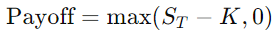 Payoff = max(S_T − K, 0)